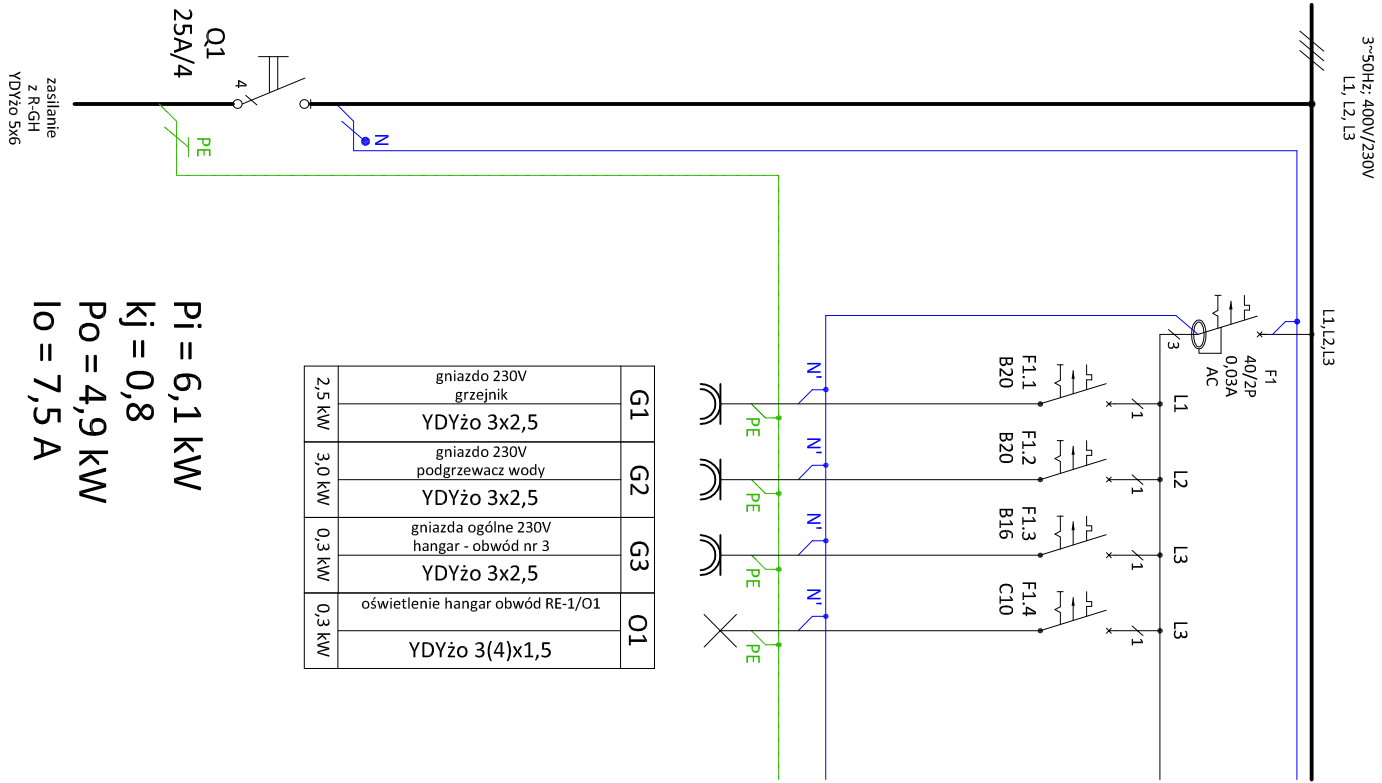 3~50Hz; 400V/230V
L1, L2, L3
L1,L2,L3
Q1
25A/4
4
zasilanie
z R-GH
YDYżo 5x6
N
PE
F1
40/2P
0,03A
AC
3
L1
L2
L3
L3
1
1
1
1
F1.1
B20
F1.2
B20
F1.3
B16
F1.4
C10
N'
N'
N'
N'
PE
PE
PE
PE
G1
gniazdo 230V
grzejnik
YDYżo 3x2,5
2,5 kW
G2
gniazdo 230V
podgrzewacz wody
YDYżo 3x2,5
3,0 kW
G3
gniazda ogólne 230V
hangar - obwód nr 3
YDYżo 3x2,5
0,3 kW
O1
oświetlenie hangar obwód RE-1/O1
YDYżo 3(4)x1,5
0,3 kW
Pi = 6,1 kW
kj = 0,8
Po = 4,9 kW
Io = 7,5 A